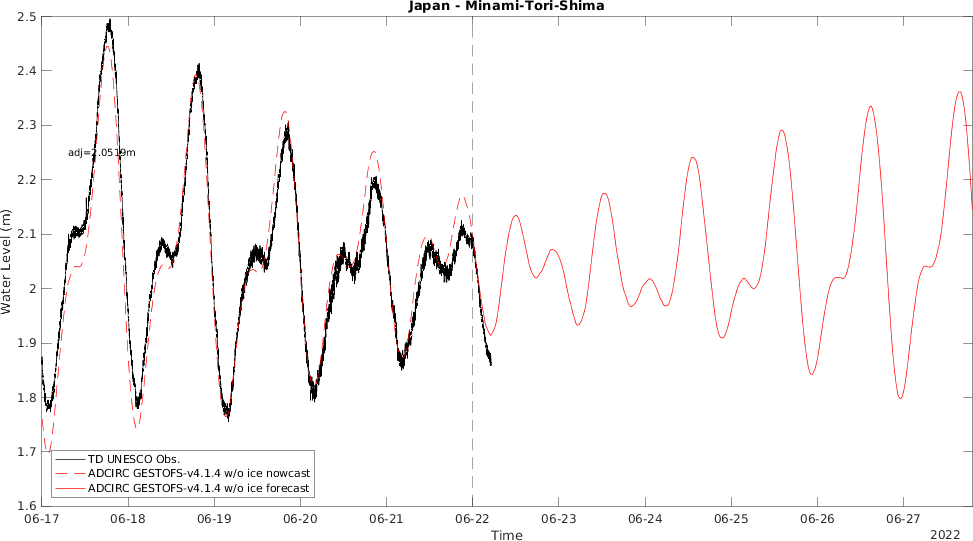 Japan - Minami-Tori-Shima
2.5
2.4
2.3
2.2
2.1
2
1.9
1.8
1.7
1.6
Water Level (m)
adj=2.0519m
TD UNESCO Obs.
ADCIRC GESTOFS-v4.1.4 w/o ice nowcast
ADCIRC GESTOFS-v4.1.4 w/o ice forecast
06-17 06-18 06-19 06-20 06-21 06-22 06-23 06-24 06-25 06-26 06-27
Time
2022